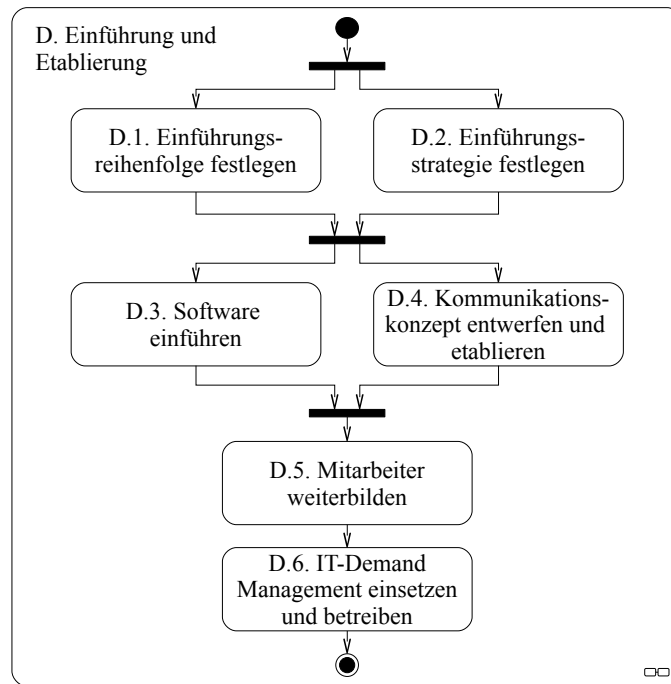 D. Einführung und
Etablierung
D.1. Einführungs-
reihenfolge festlegen
D.2. Einführungs-
strategie festlegen
D.3. Software
einführen
D.4. Kommunikations-
konzept entwerfen und
etablieren
D.5. Mitarbeiter
weiterbilden
D.6. IT-Demand
Management einsetzen
und betreiben